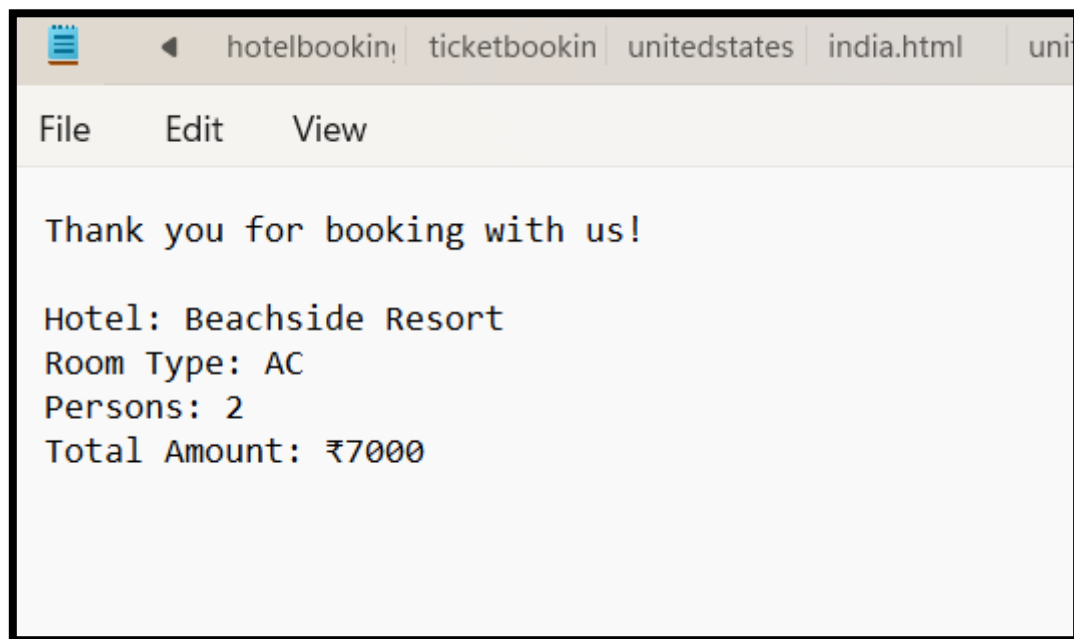 hotelbooking ticketbookin unitedstates india.html uni
File Edit View
Thank you for booking with us!
Hotel: Beachside Resort
Room Type: AC
Persons: 2
Total Amount: ₹7000